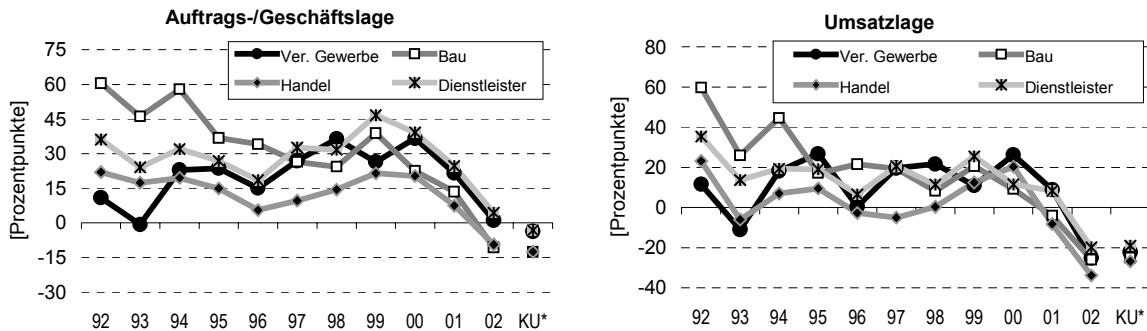 Auftrags-/Geschäftslage
[Prozentpunkte]
75
60
45
30
15
0
-15
-30
Ver. Gewerbe
Bau
Handel
Dienstleister
92 93 94 95 96 97 98 99 00 01 02 KU*
Umsatzlage
[Prozentpunkte]
80
60
40
20
0
-20
-40
Ver. Gewerbe
Bau
Handel
Dienstleister
92 93 94 95 96 97 98 99 00 01 02 KU*